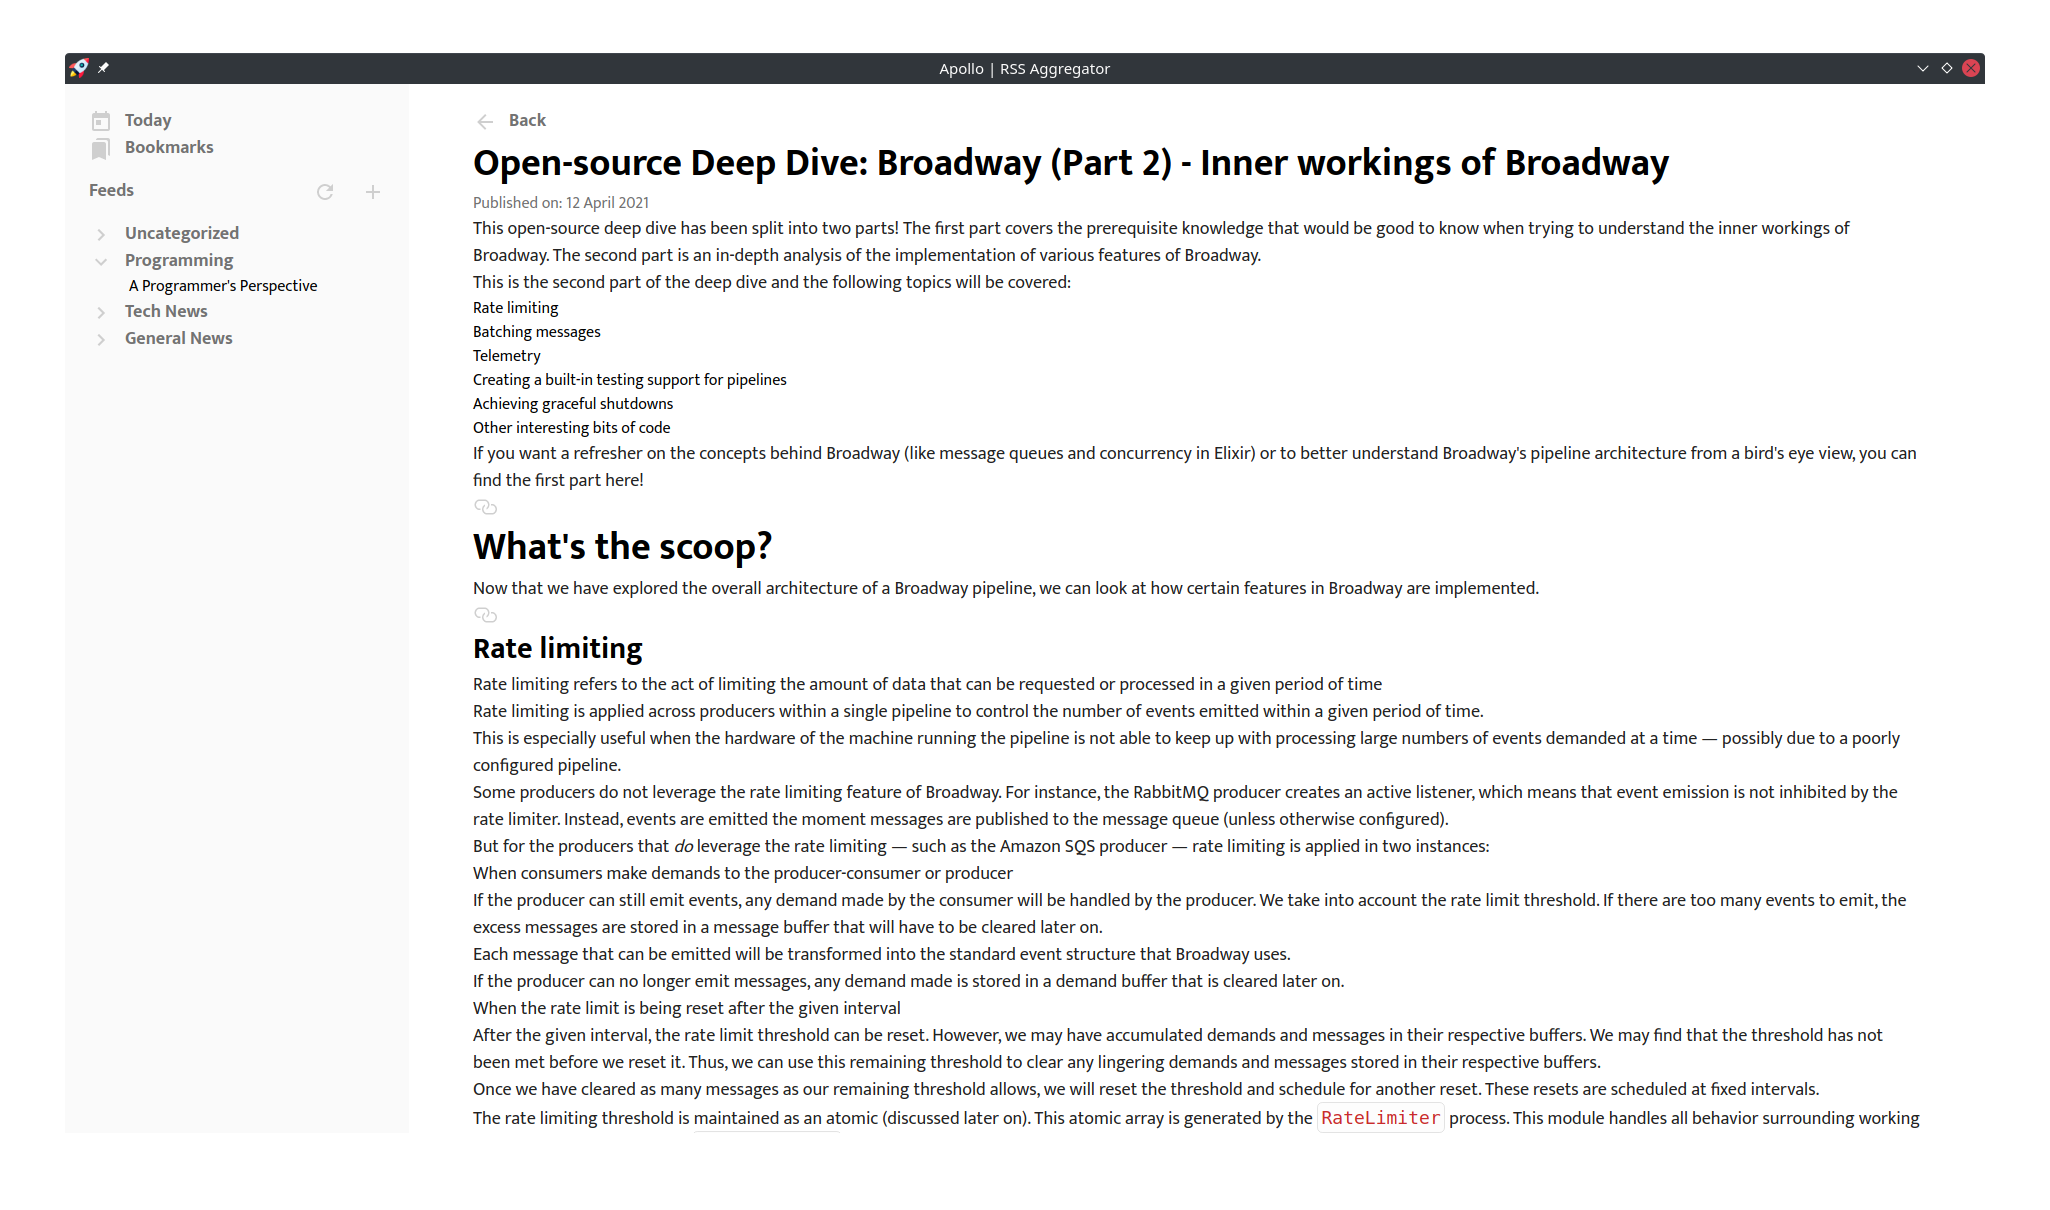 Apollo | RSS Aggregator
Today
Bookmarks
Feeds
Uncategorized
Programming
A Programmer's Perspective
Tech News
General News
Back
Open-source Deep Dive: Broadway (Part 2) - Inner workings of Broadway
Published on: 12 April 2021
This open-source deep dive has been split into two parts! The first part covers the prerequisite knowledge that would be good to know when trying to understand the inner workings of
Broadway. The second part is an in-depth analysis of the implementation of various features of Broadway.
This is the second part of the deep dive and the following topics will be covered:
Rate limiting
Batching messages
Telemetry
Creating a built-in testing support for pipelines
Achieving graceful shutdowns
Other interesting bits of code
If you want a refresher on the concepts behind Broadway (like message queues and concurrency in Elixir) or to better understand Broadway's pipeline architecture from a bird's eye view, you can
find the first part here!
What's the scoop?
Now that we have explored the overall architecture of a Broadway pipeline, we can look at how certain features in Broadway are implemented.
Rate limiting
Rate limiting refers to the act of limiting the amount of data that can be requested or processed in a given period of time
Rate limiting is applied across producers within a single pipeline to control the number of events emitted within a given period of time.
This is especially useful when the hardware of the machine running the pipeline is not able to keep up with processing large numbers of events demanded at a time — possibly due to a poorly
configured pipeline.
Some producers do not leverage the rate limiting feature of Broadway. For instance, the RabbitMQ producer creates an active listener, which means that event emission is not inhibited by the
rate limiter. Instead, events are emitted the moment messages are published to the message queue (unless otherwise configured).
But for the producers that do leverage the rate limiting — such as the Amazon SQS producer — rate limiting is applied in two instances:
When consumers make demands to the producer-consumer or producer
If the producer can still emit events, any demand made by the consumer will be handled by the producer. We take into account the rate limit threshold. If there are too many events to emit, the
excess messages are stored in a message buffer that will have to be cleared later on.
Each message that can be emitted will be transformed into the standard event structure that Broadway uses.
If the producer can no longer emit messages, any demand made is stored in a demand buffer that is cleared later on.
When the rate limit is being reset after the given interval
After the given interval, the rate limit threshold can be reset. However, we may have accumulated demands and messages in their respective buffers. We may find that the threshold has not
been met before we reset it. Thus, we can use this remaining threshold to clear any lingering demands and messages stored in their respective buffers.
Once we have cleared as many messages as our remaining threshold allows, we will reset the threshold and schedule for another reset. These resets are scheduled at fixed intervals.
The rate limiting threshold is maintained as an atomic (discussed later on). This atomic array is generated by the RateLimiter process. This module handles all behavior surrounding working